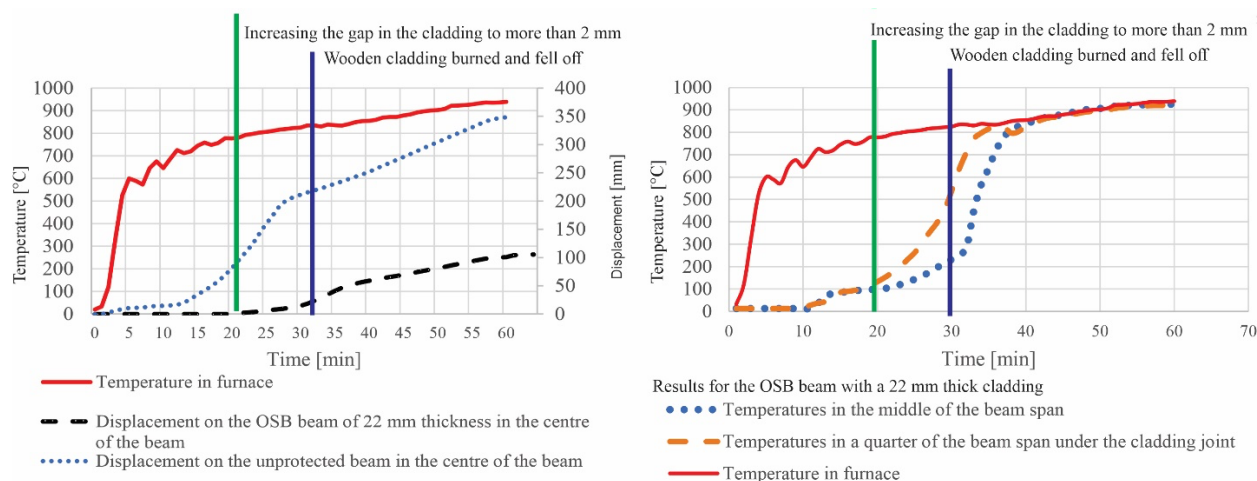 Increasing the gap in the cladding to more than 2 mm
Wooden cladding burned and fell off
1000
900
800
700
600
500
400
300
200
100
0
Temperature [°C]
400
350
300
250
200
150
100
50
0
Displacement [mm]
0 5 10 15 20 25 30 35 40 45 50 55 60
Time [min]
Temperature in furnace
Displacement on the OSB beam of 22 mm thickness in the centre
of the beam
Displacement on the unprotected beam in the centre of the beam
Increasing the gap in the cladding to more than 2 mm
Wooden cladding burned and fell off
1000
900
800
700
600
500
400
300
200
100
0
Temperature [°C]
0 10 20 30 40 50 60 70
Time [min]
Results for the OSB beam with a 22 mm thick cladding
Temperatures in the middle of the beam span
Temperatures in a quarter of the beam span under the cladding joint
Temperature in furnace